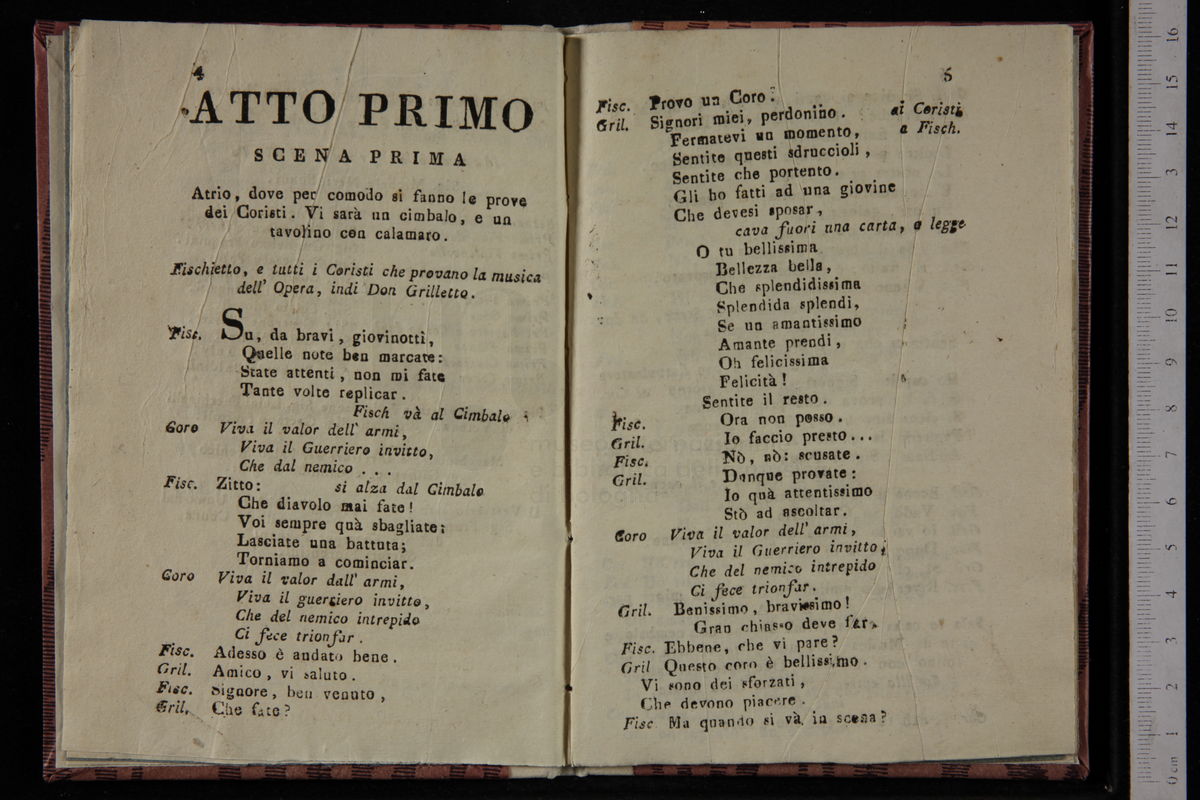 4
ATTO PRIMO
SCENA PRIMA
Atrio, dove per comodo si fanno le prove
dei Coristi. Vi sarà un cimbalo, e un
tavolino con calamaro.
Fischietto, e tutti i Coristi che provano la musica
dell' Opera, indi Don Grilletto.
Fisc. Su, da bravi, giovinotti,
Quelle note ben marcate:
State attenti, non mi fate
Tante volte replicar.
Fisch và al Cimbalo
Coro Viva il valor dell' armi,
Viva il Guerriero invitto,
Che dal nemico . . .
Fisc. Zitto: si alza dal Cimbalo
Che diavolo mai fate!
Voi sempre quà sbagliate:
Lasciate una battuta;
Torniamo a cominciar.
Coro Viva il valor dall' armi,
Viva il guerriero invitto,
Che del nemico intrepido
Ci fece trionfar.
Fisc. Adesso è andato bene.
Gril. Amico, vi saluto.
Fisc. Signore, ben venuto,
Gril. Che fate?
5
Fisc. Provo un Coro:
Gril. Signori miei, perdonino. ai Coristi
Fermatevi un momento, a Fisch.
Sentite questi sdruccioli,
Sentite che portento.
Gli ho fatti ad una giovine
Che devesi sposar,
cava fuori una carta, e legge
O tu bellissima
Bellezza bella,
Che splendidissima
Splendida splendi,
Se un amantissimo
Amante prendi,
Oh felicissima
Felicità!
Sentite il resto.
Fisc. Ora non posso.
Gril. Io faccio presto...
Fisc. Nò, nò: scusate.
Gril. Dunque provate:
Io quà attentissimo
Stò ad ascoltar.
Coro Viva il valor dell' armi,
Viva il Guerriero invitto,
Che del nemico intrepido
Ci fece trionfar.
Gril. Benissimo, bravissimo!
Gran chiasso deve far.
Fisc. Ebbene, che vi pare?
Gril Questo coro è bellissimo.
Vi sono dei sforzati,
Che devono piacere.
Fisc Ma quando si và in scena?